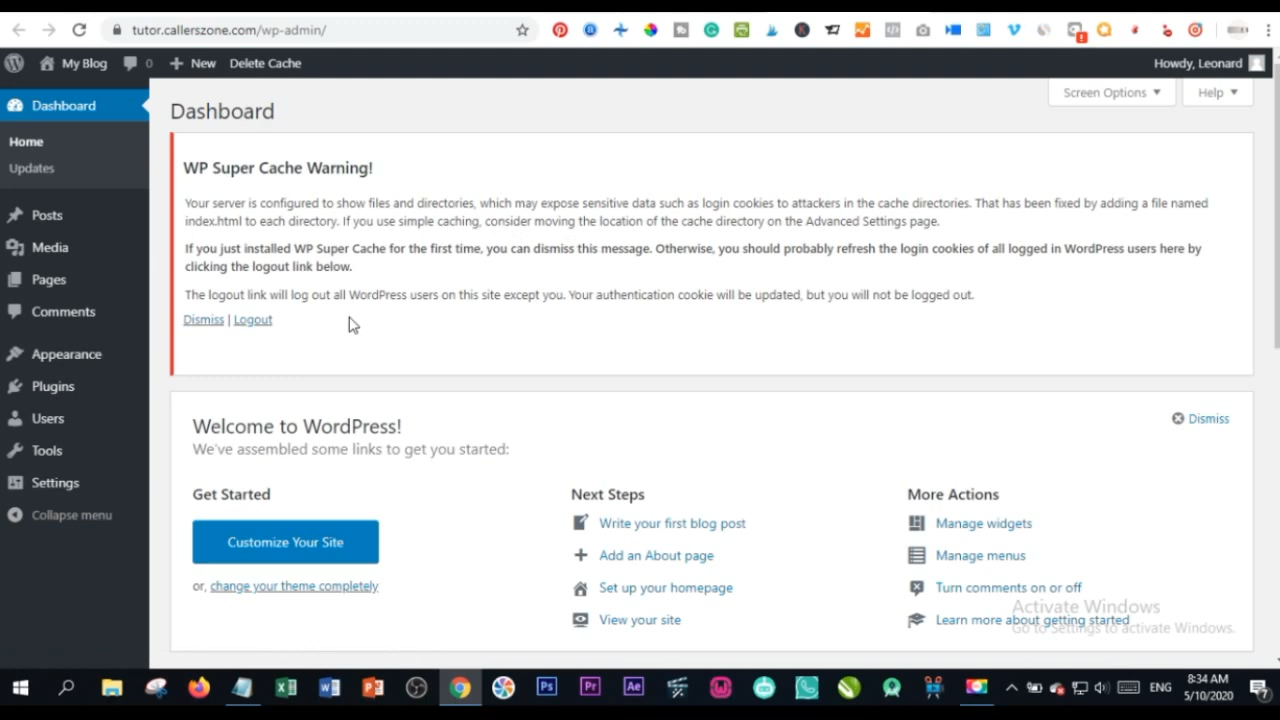 tutor.callerszone.com/wp-admin/
My Blog 0 New Delete Cache Howdy, Leonard
Dashboard
Home
Updates
Posts
Media
Pages
Comments
Appearance
Plugins
Users
Tools
Settings
Collapse menu
Screen Options Help
Dashboard
WP Super Cache Warning!
Your server is configured to show files and directories, which may expose sensitive data such as login cookies to attackers in the cache directories. That has been fixed by adding a file named
index.html to each directory. If you use simple caching, consider moving the location of the cache directory on the Advanced Settings page.
If you just installed WP Super Cache for the first time, you can dismiss this message. Otherwise, you should probably refresh the login cookies of all logged in WordPress users here by
clicking the logout link below.
The logout link will log out all WordPress users on this site except you. Your authentication cookie will be updated, but you will not be logged out.
Dismiss | Logout
Welcome to WordPress!
Dismiss
We've assembled some links to get you started:
Get Started
Customize Your Site
or, change your theme completely
Next Steps
Write your first blog post
Add an About page
Set up your homepage
View your site
More Actions
Manage widgets
Manage menus
Turn comments on or off
Learn more about getting started
Activate Windows
Go to Settings to activate Windows.
Ps Pr Ae
ENG
8:34 AM
5/10/2020
7